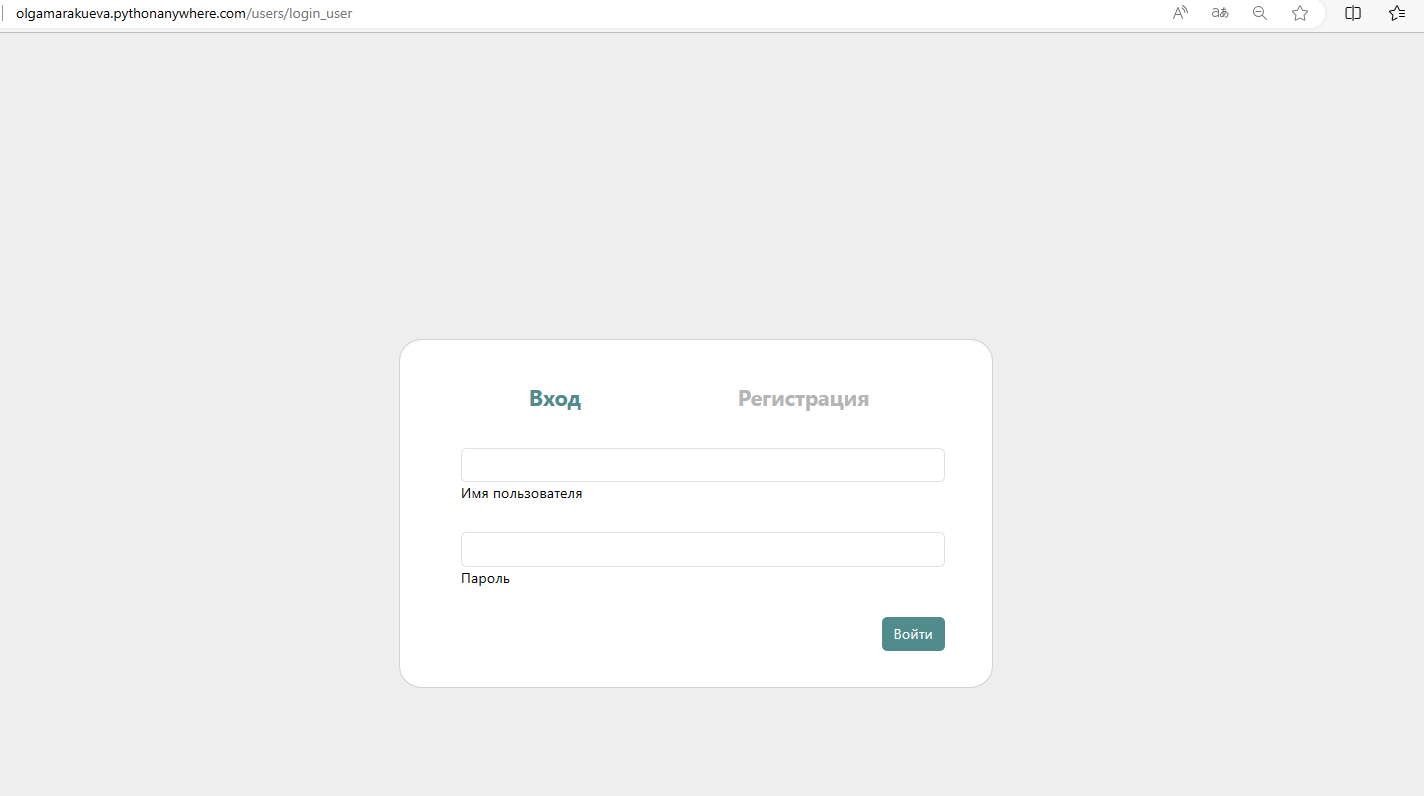 olgamarakueva.pythonanywhere.com/users/login_user
Вход Регистрация
Имя пользователя
Пароль
Войти